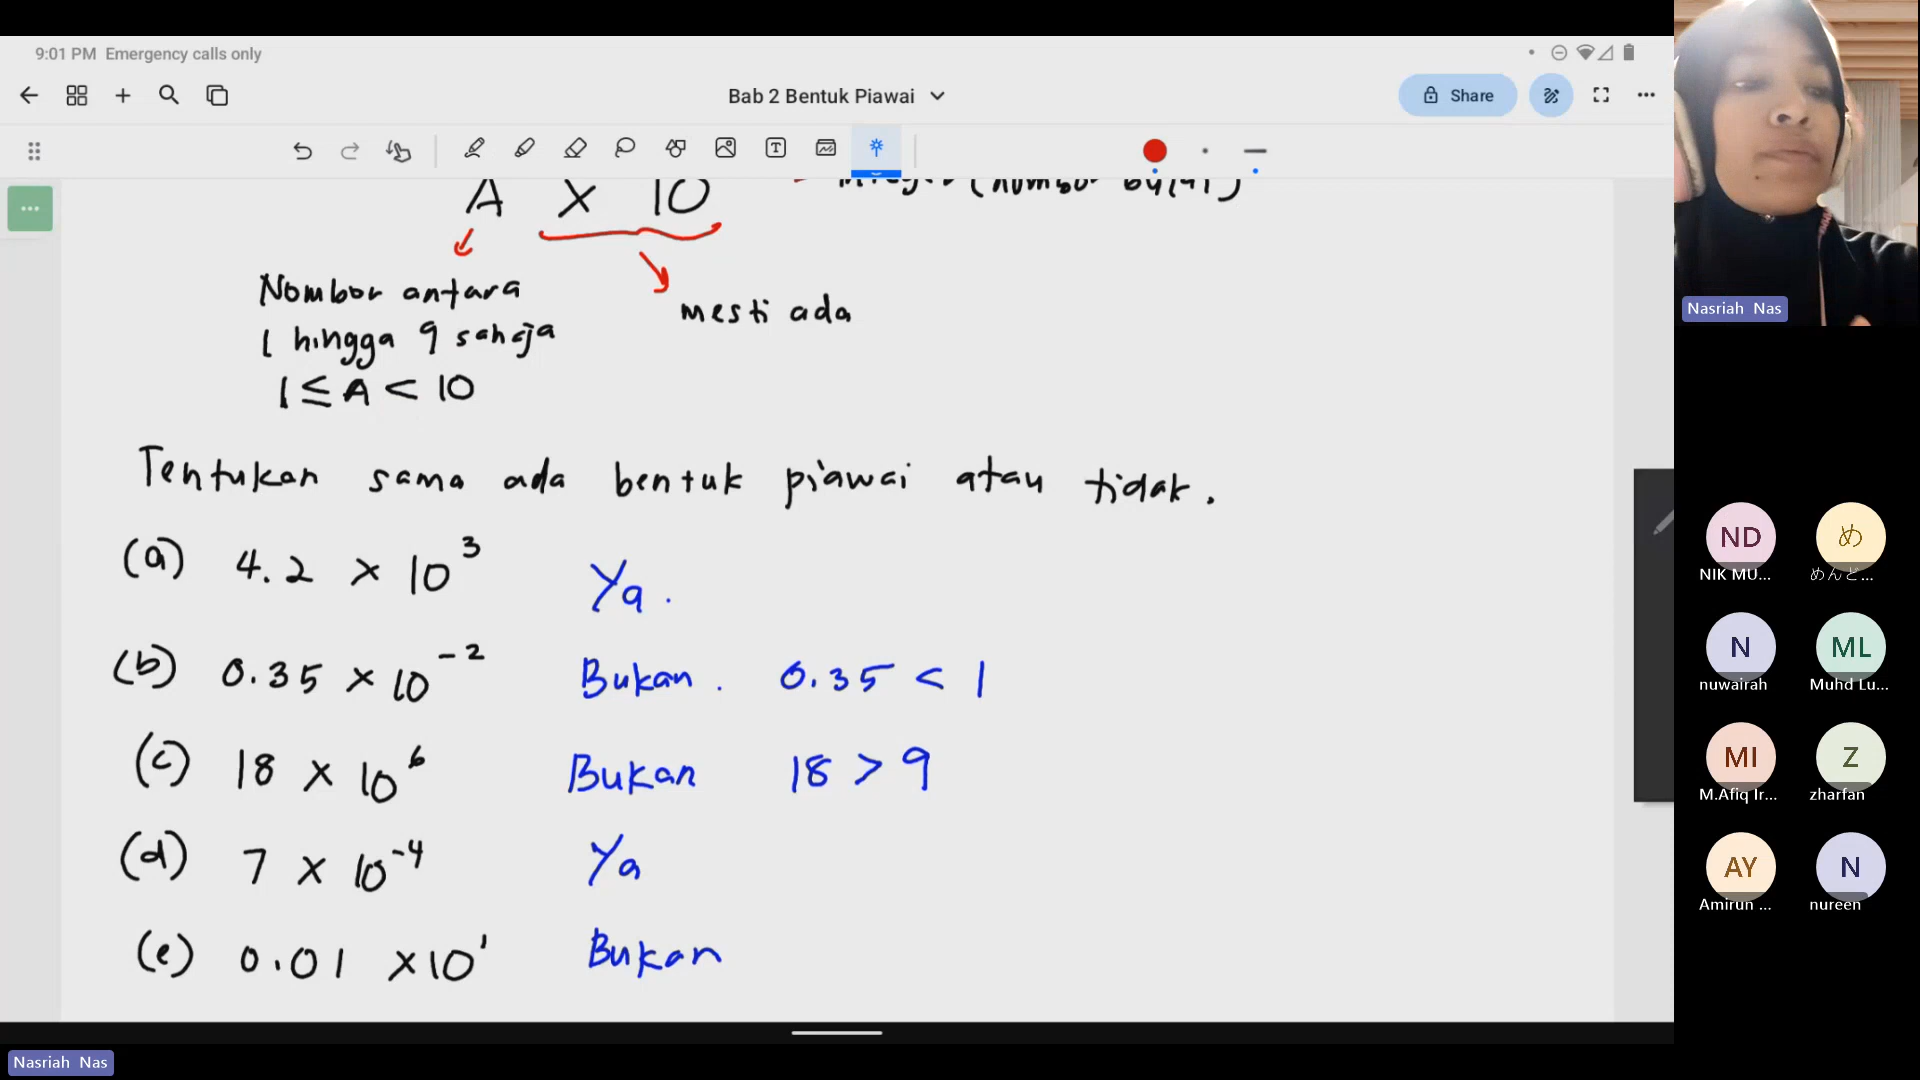 9:01 PM Emergency calls only
Bab 2 Bentuk Piawai
Share
A × 10
Nombor antara
1 hingga 9 sahaja
1 ≤ A < 10
mesti ada
Tentukan sama ada bentuk piawai atau tidak.
(a) 4.2 × 10³ Ya.
(b) 0.35 × 10⁻² Bukan. 0.35 < 1
(c) 18 × 10⁶ Bukan 18 > 9
(d) 7 × 10⁻⁴ Ya
(e) 0.01 × 10¹ Bukan
Nasriah Nas
Nasriah Nas
ND め
NIK MU... めんど...
N ML
nuwairah Muhd Lu...
MI Z
M.Afiq Ir... zharfan
AY N
Amirun ... nureen